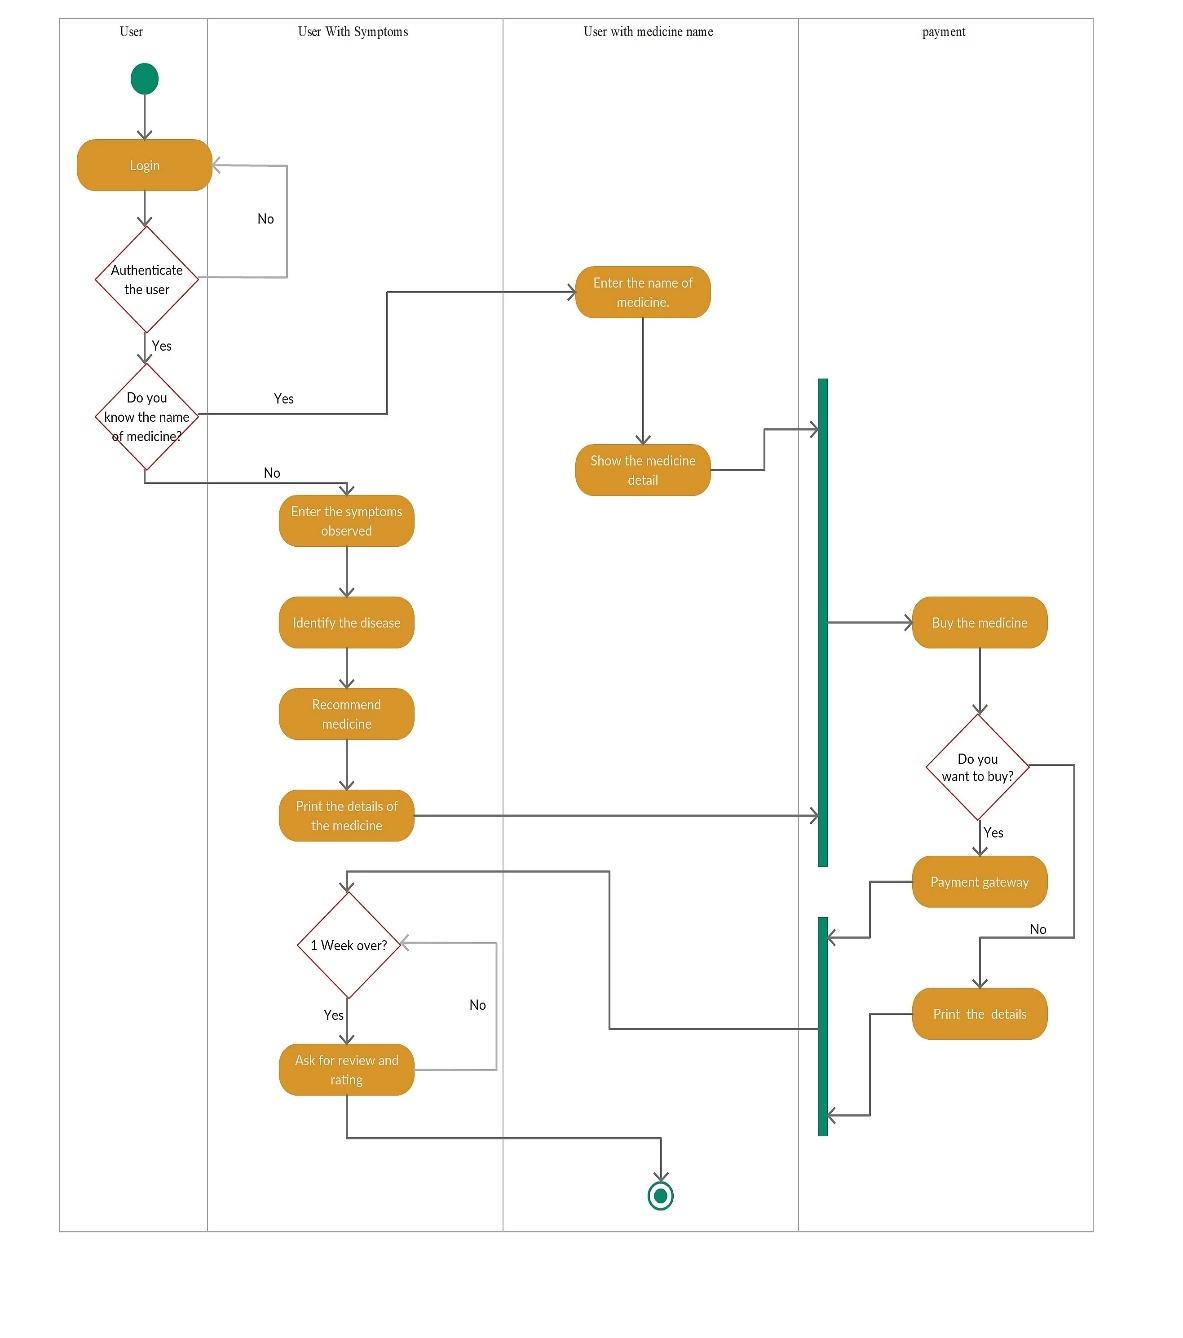 User
User With Symptoms
User with medicine name
payment
Login
No
Authenticate
the user
Yes
Enter the name of
medicine.
Do you
know the name
of medicine?
Yes
No
Show the medicine
detail
Enter the symptoms
observed
Identify the disease
Buy the medicine
Recommend
medicine
Do you
want to buy?
Print the details of
the medicine
Yes
Payment gateway
No
1 Week over?
No
Yes
Print the details
Ask for review and
rating